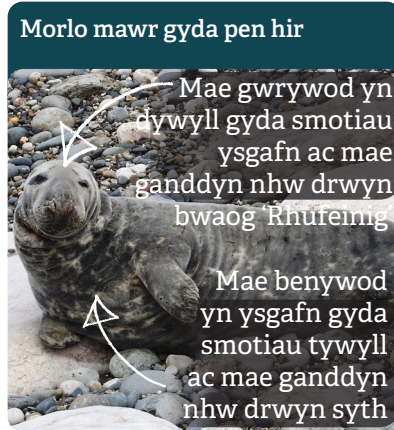 Morlo mawr gyda pen hir
Mae gwrywod yn
dywyll gyda smotiau
ysgafn ac mae
ganddyn nhw drwyn
bwaog ‘Rhufeinig’
Mae benywod
yn ysgafn gyda
smotiau tywyll
ac mae ganddyn
nhw drwyn syth